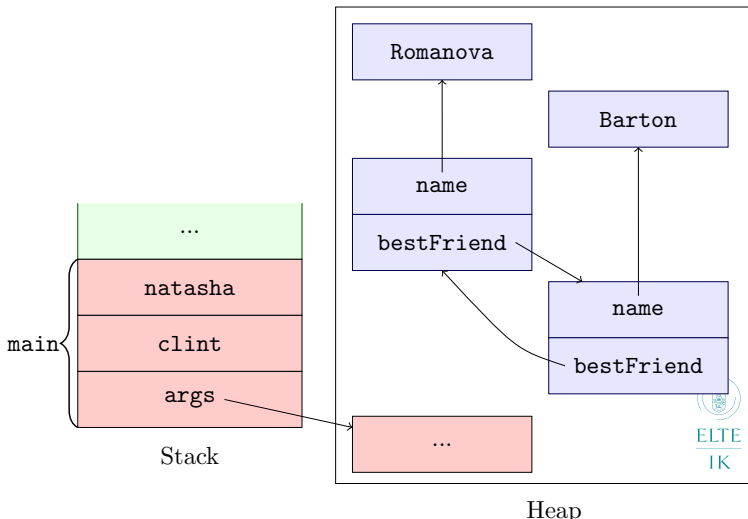 Romanova
Barton
name
bestFriend
name
bestFriend
...
natasha
clint
args
main
...
Stack
Heap
ELTE
IK